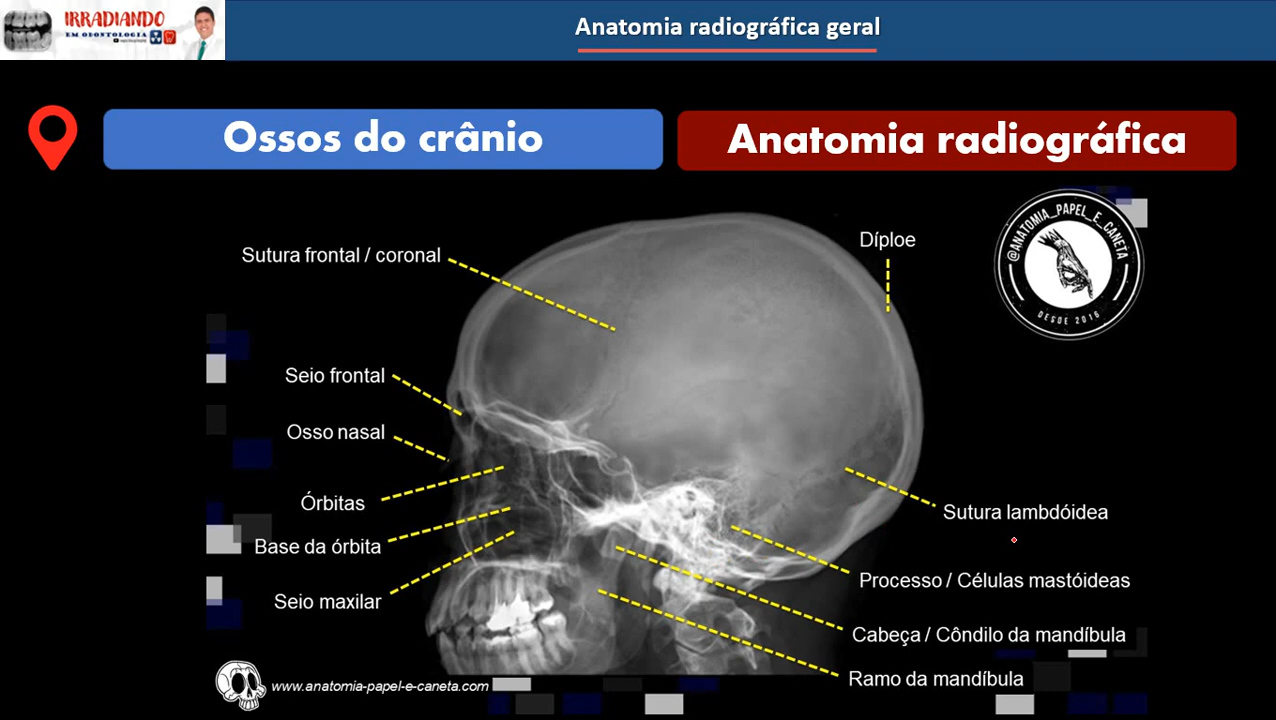 IRRADIANDO
EM ODONTOLOGIA
Anatomia radiográfica geral
Ossos do crânio
Anatomia radiográfica
Sutura frontal / coronal
Díploe
@ANATOMIA_PAPEL_E_CANETA
DESDE 2016
Seio frontal
Osso nasal
Órbitas
Base da órbita
Seio maxilar
Sutura lambdóidea
Processo / Células mastóideas
Cabeça / Côndilo da mandíbula
Ramo da mandíbula
www.anatomia-papel-e-caneta.com